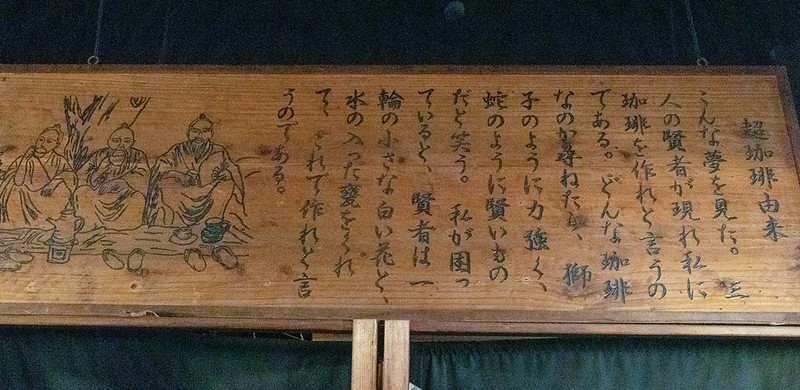 超珈琲由来
こんな夢を見た。三
人の賢者が現れ私に
珈琲を作れと言うの
である。どんな珈琲
なのか尋ねたら、獅
子のように力強く、
蛇のように賢いもの
だと笑う。私が困っ
ていると、賢者は一
輪の小さな白い花と、
水の入った甕をくれ
て、これで作れと言
うのである。